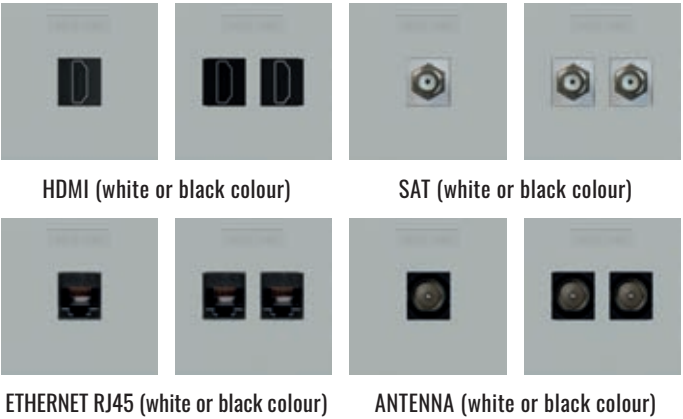 HDMI (white or black colour)
SAT (white or black colour)
ETHERNET RJ45 (white or black colour)
ANTENNA (white or black colour)